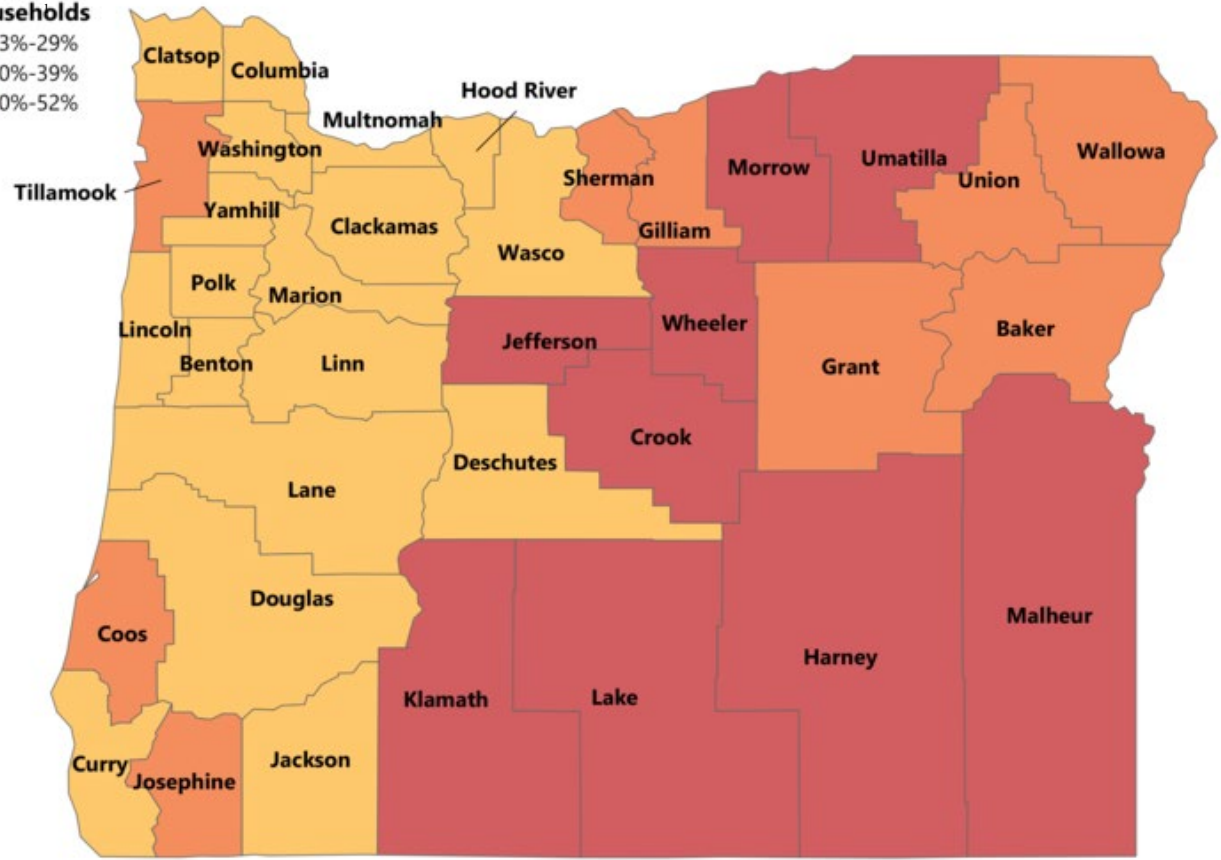 useholds
3%-29%
0%-39%
0%-52%
Clatsop
Columbia
Hood River
Multnomah
Washington
Tillamook
Yamhill
Clackamas
Sherman
Gilliam
Morrow
Umatilla
Union
Wallowa
Wasco
Polk
Marion
Lincoln
Benton
Linn
Jefferson
Wheeler
Grant
Baker
Crook
Deschutes
Lane
Douglas
Coos
Klamath
Lake
Harney
Malheur
Curry
Josephine
Jackson